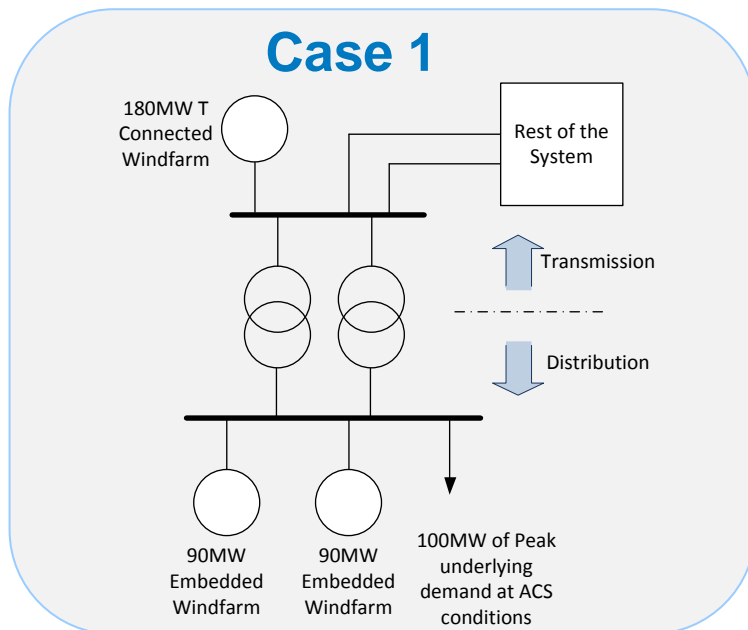 Case 1
180MW T
Connected
Windfarm
Rest of the
System
Transmission
Distribution
90MW
Embedded
Windfarm
90MW
Embedded
Windfarm
100MW of Peak
underlying
demand at ACS
conditions